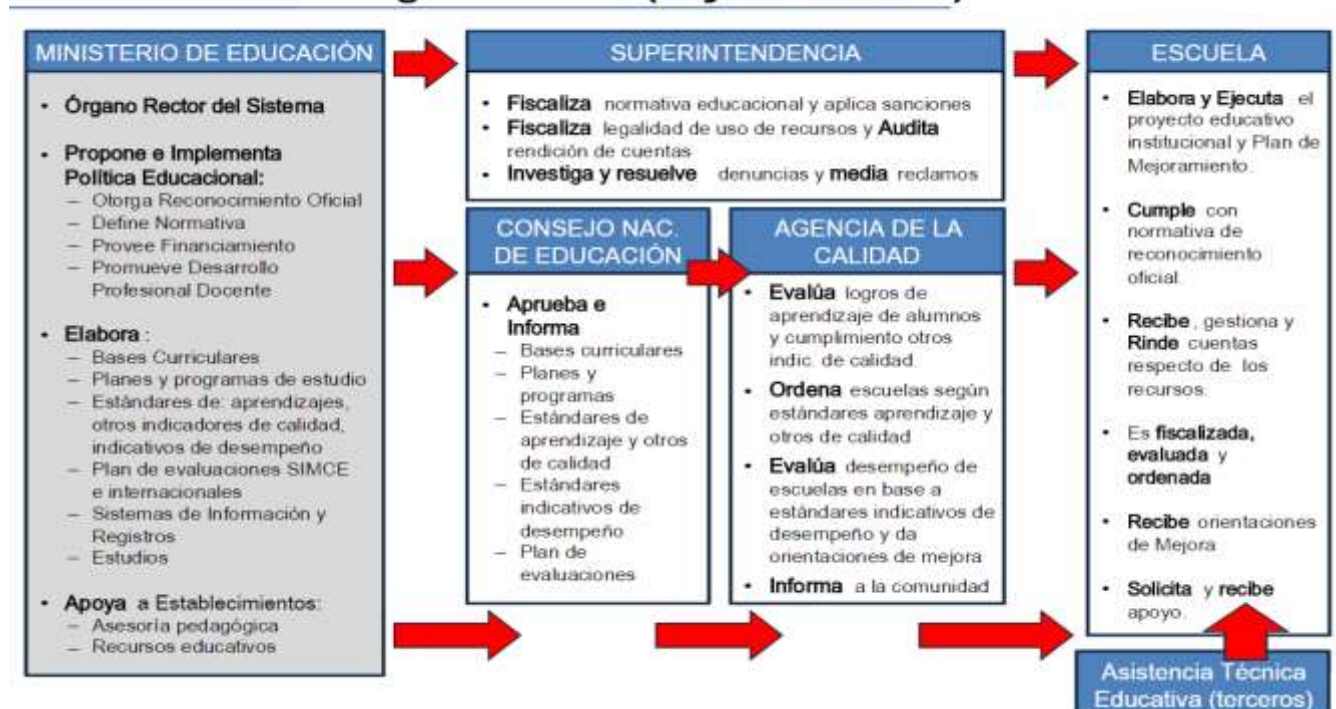 MINISTERIO DE EDUCACIÓN
• Órgano Rector del Sistema
• Propone e Implementa
Política Educacional:
– Otorga Reconocimiento Oficial
– Define Normativa
– Provee Financiamiento
– Promueve Desarrollo
Profesional Docente
• Elabora :
– Bases Curriculares
– Planes y programas de estudio
– Estándares de: aprendizajes,
otros indicadores de calidad,
indicativos de desempeño
– Plan de evaluaciones SIMCE
e internacionales
– Sistemas de Información y
Registros
– Estudios
• Apoya a Establecimientos:
– Asesoría pedagógica
– Recursos educativos
SUPERINTENDENCIA
• Fiscaliza normativa educacional y aplica sanciones
• Fiscaliza legalidad de uso de recursos y Audita
rendición de cuentas
• Investiga y resuelve denuncias y media reclamos
CONSEJO NAC.
DE EDUCACIÓN
• Aprueba e
Informa
– Bases curriculares
– Planes y
programas
– Estándares de
aprendizaje y otros
de calidad
– Estándares
indicativos de
desempeño
– Plan de
evaluaciones
AGENCIA DE LA
CALIDAD
• Evalúa logros de
aprendizaje de alumnos
y cumplimiento otros
indic. de calidad.
• Ordena escuelas según
estándares aprendizaje y
otros de calidad
• Evalúa desempeño de
escuelas en base a
estándares indicativos de
desempeño y da
orientaciones de mejora
• Informa a la comunidad
ESCUELA
• Elabora y Ejecuta el
proyecto educativo
institucional y Plan de
Mejoramiento.
• Cumple con
normativa de
reconocimiento
oficial.
• Recibe, gestiona y
Rinde cuentas
respecto de los
recursos.
• Es fiscalizada,
evaluada y
ordenada
• Recibe orientaciones
de Mejora
• Solicita y recibe
apoyo.
Asistencia Técnica
Educativa (terceros)